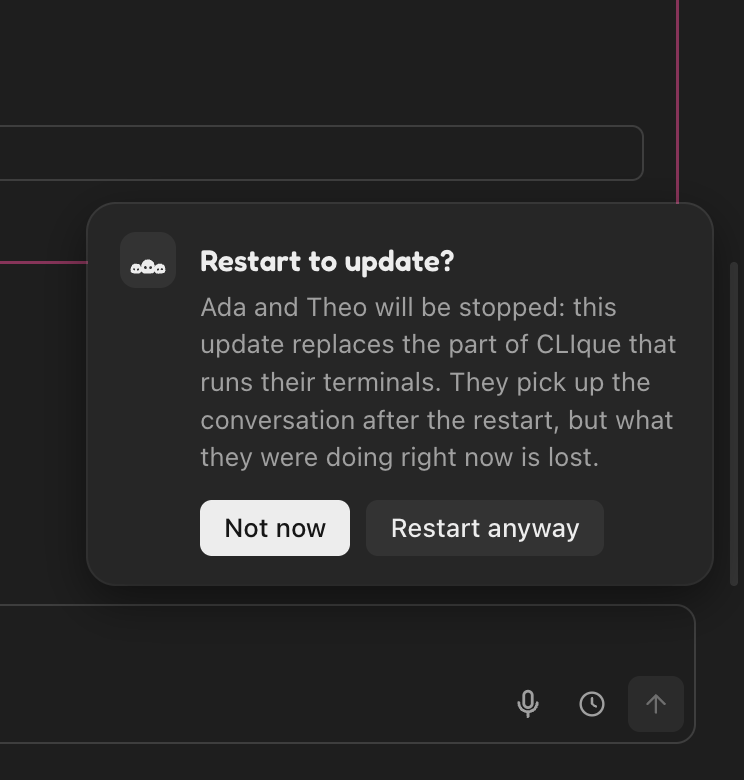 Restart to update?
Ada and Theo will be stopped: this
update replaces the part of CLIque that
runs their terminals. They pick up the
conversation after the restart, but what
they were doing right now is lost.
Not now
Restart anyway